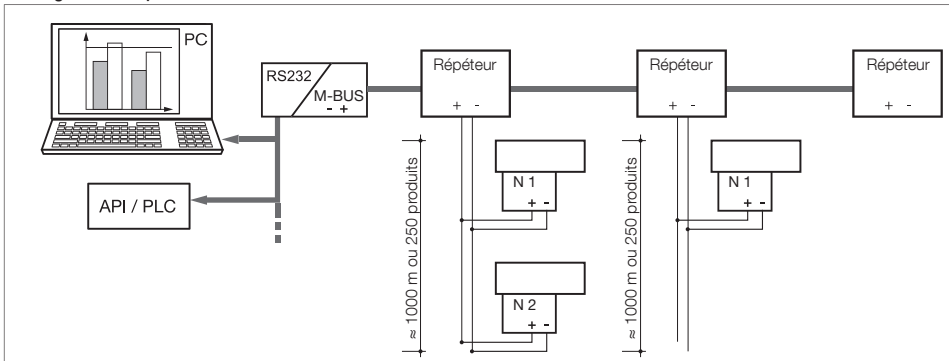 PC
RS232
M-BUS
- +
Répéteur
+ -
Répéteur
+ -
Répéteur
+ -
API / PLC
≈ 1000 m ou 250 produits
N 1
+ -
N 2
+ -
≈ 1000 m ou 250 produits
N 1
+ -